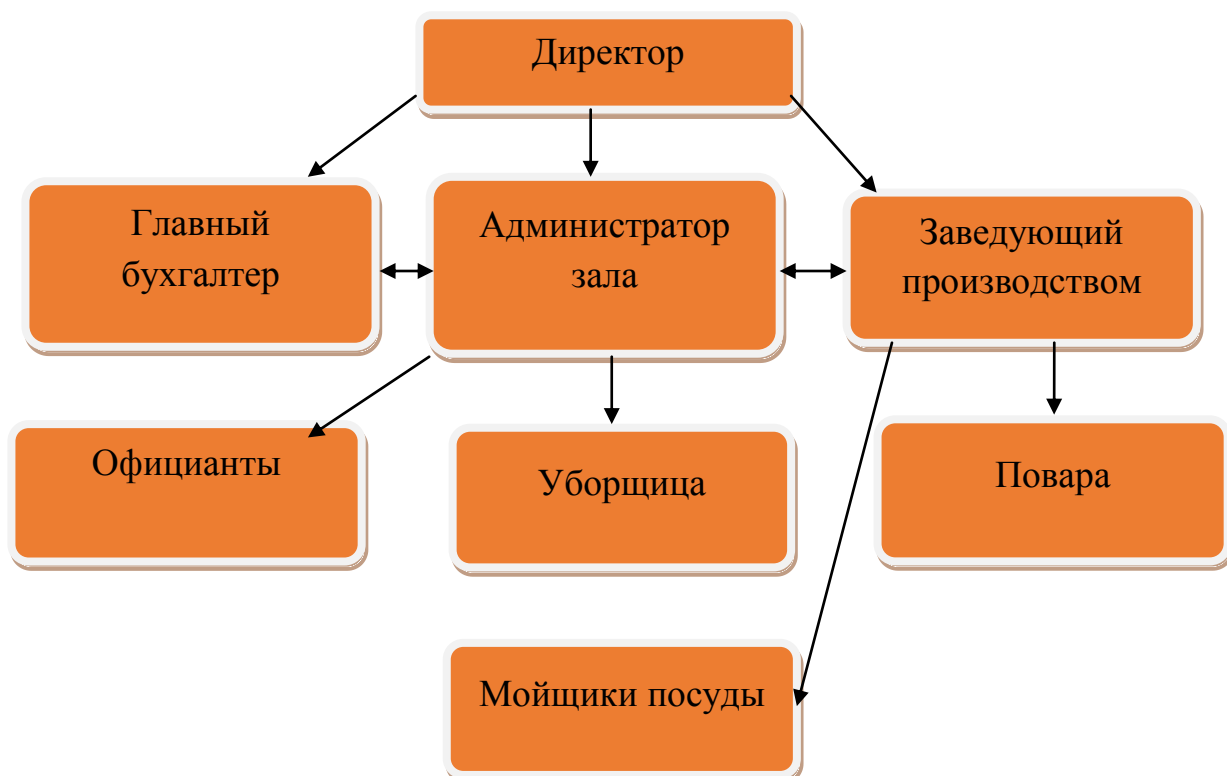 Директор
Главный
бухгалтер
Администратор
зала
Заведующий
производством
Официанты
Уборщица
Повара
Мойщики посуды